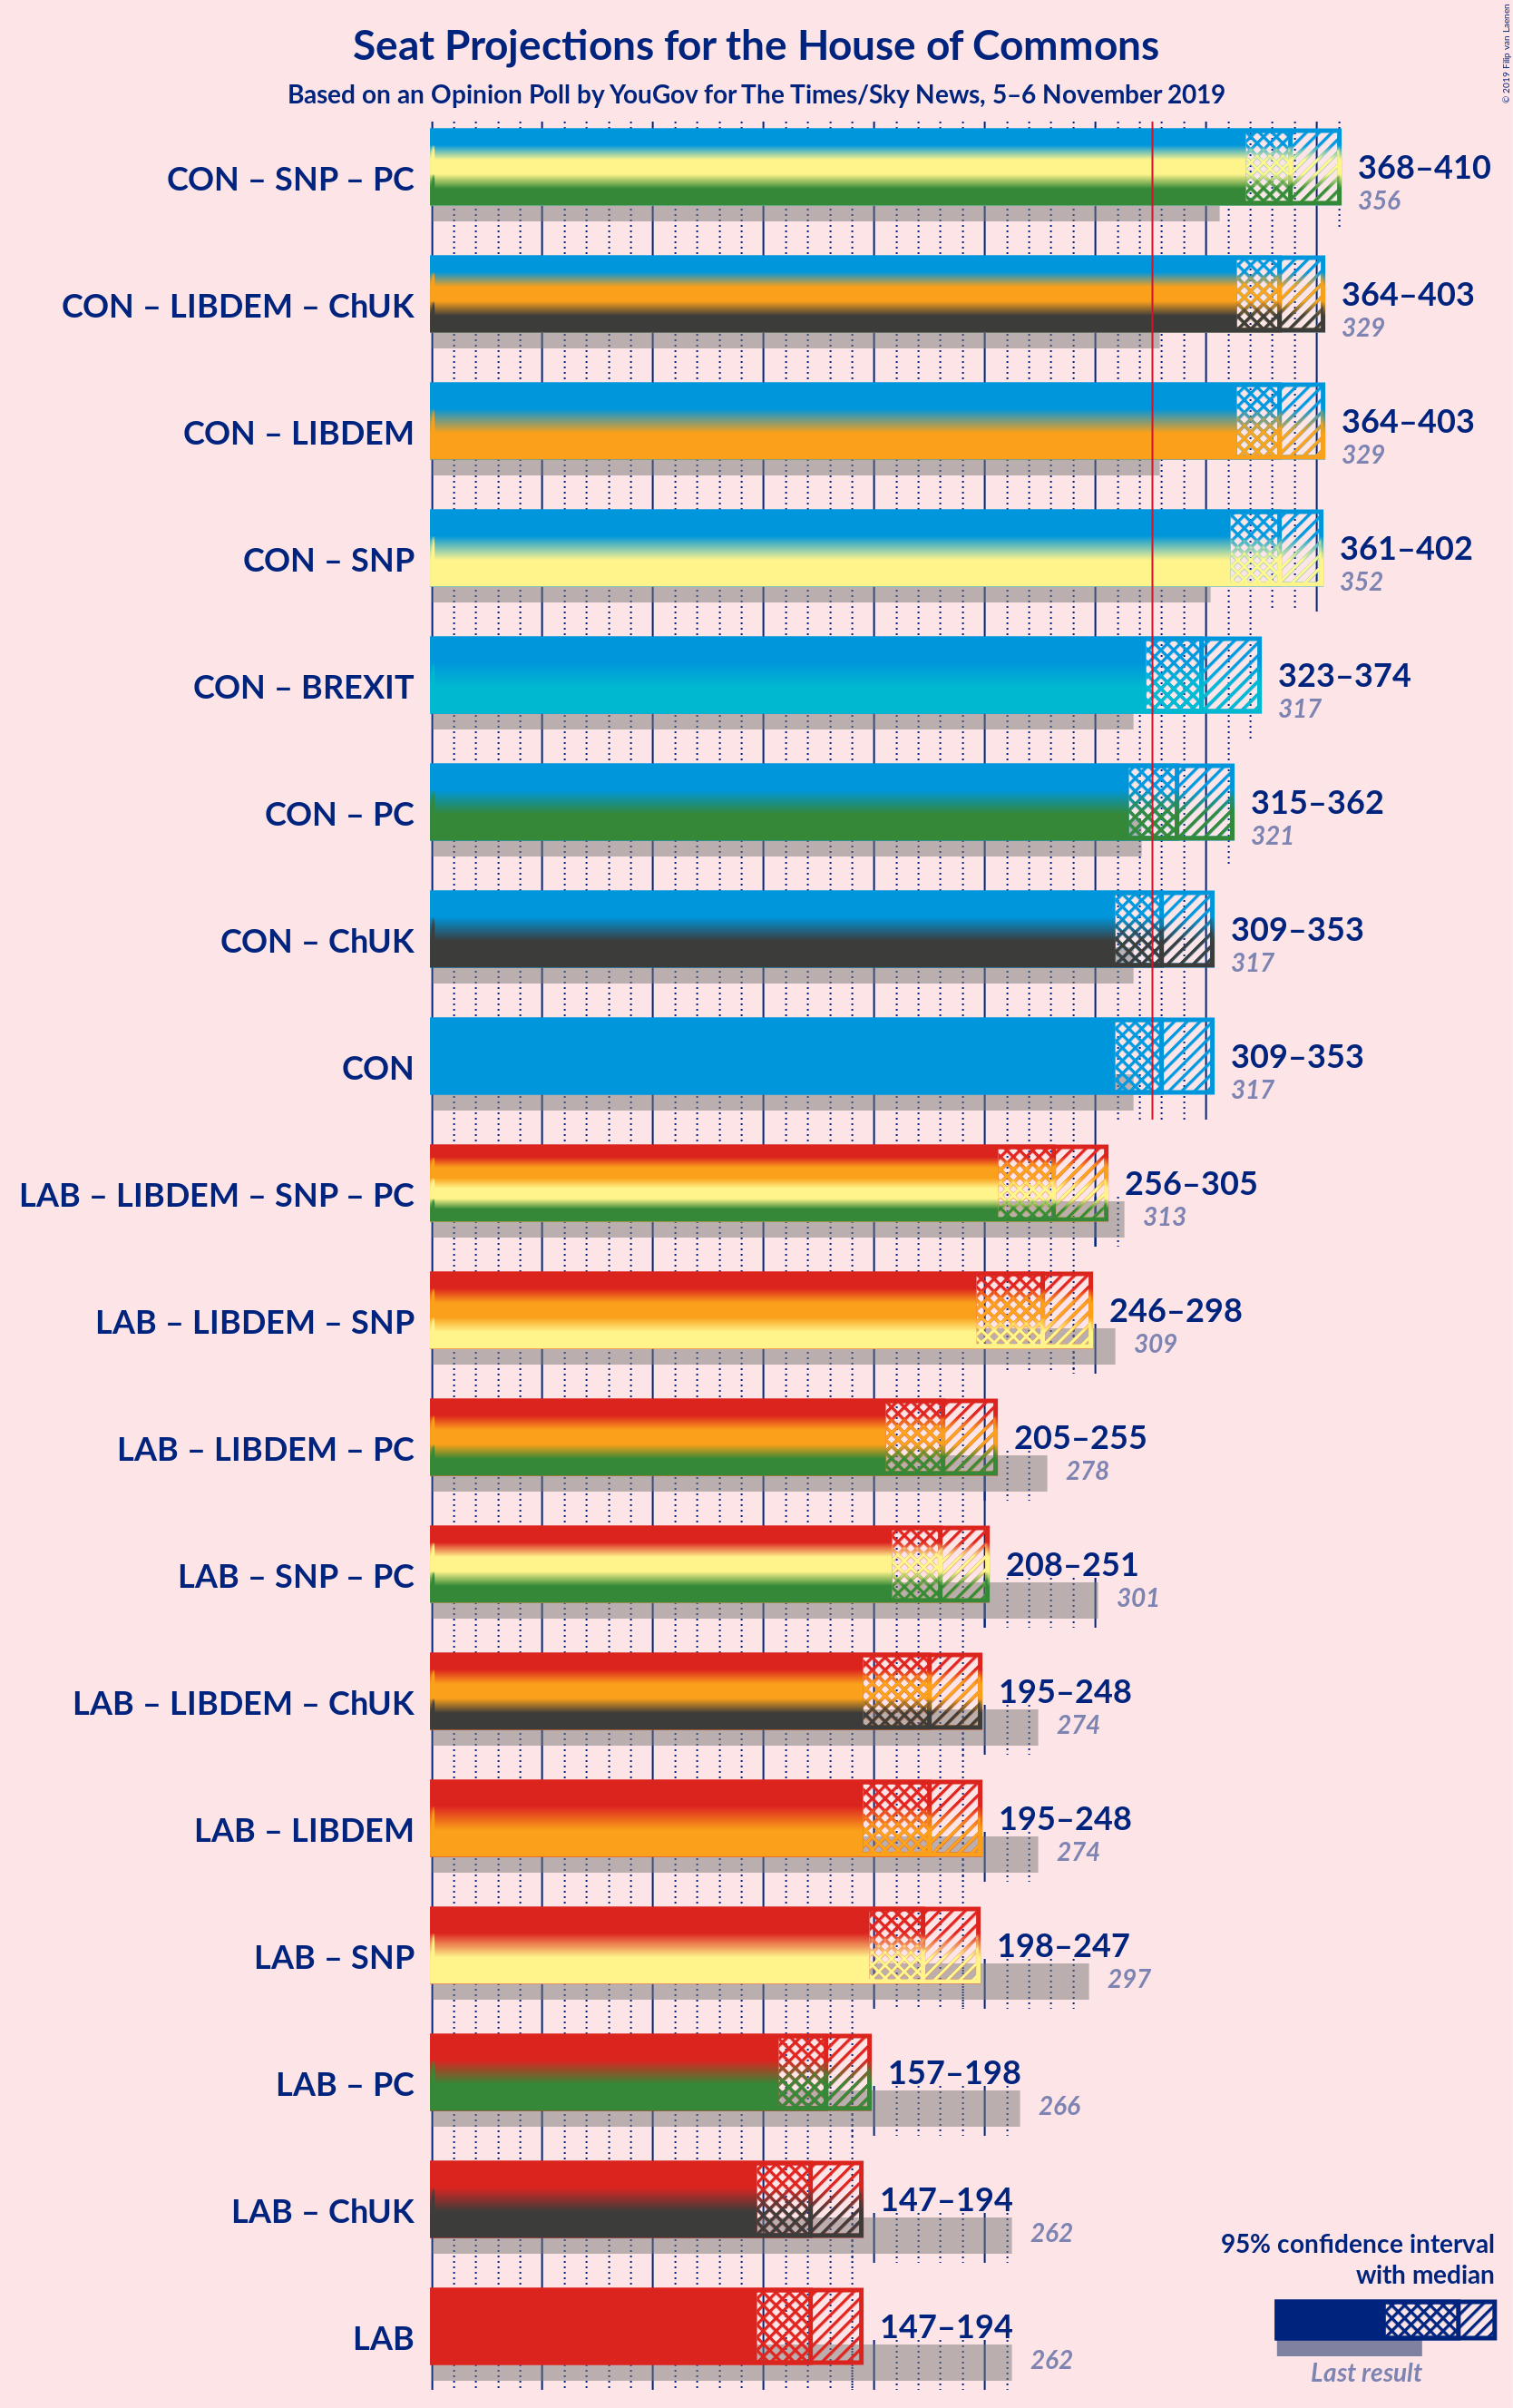 Seat Projections for the House of Commons
Based on an Opinion Poll by YouGov for The Times/Sky News, 5–6 November 2019
© 2019 Filip van Laenen
CON – SNP – PC
368–410
356
CON – LIBDEM – ChUK
364–403
329
CON – LIBDEM
364–403
329
CON – SNP
361–402
352
CON – BREXIT
323–374
317
CON – PC
315–362
321
CON – ChUK
309–353
317
CON
309–353
317
LAB – LIBDEM – SNP – PC
256–305
313
LAB – LIBDEM – SNP
246–298
309
LAB – LIBDEM – PC
205–255
278
LAB – SNP – PC
208–251
301
LAB – LIBDEM – ChUK
195–248
274
LAB – LIBDEM
195–248
274
LAB – SNP
198–247
297
LAB – PC
157–198
266
LAB – ChUK
147–194
262
LAB
147–194
262
95% confidence interval
with median
Last result